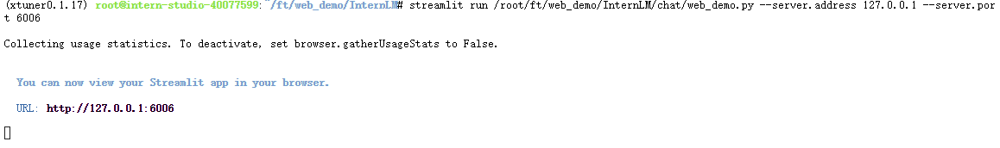 (xtuner0.1.17) root@intern-studio-40077599:~/ft/web_demo/InternLM# streamlit run /root/ft/web_demo/InternLM/chat/web_demo.py --server.address 127.0.0.1 --server.por
t 6006
Collecting usage statistics. To deactivate, set browser.gatherUsageStats to False.
You can now view your Streamlit app in your browser.
URL: http://127.0.0.1:6006